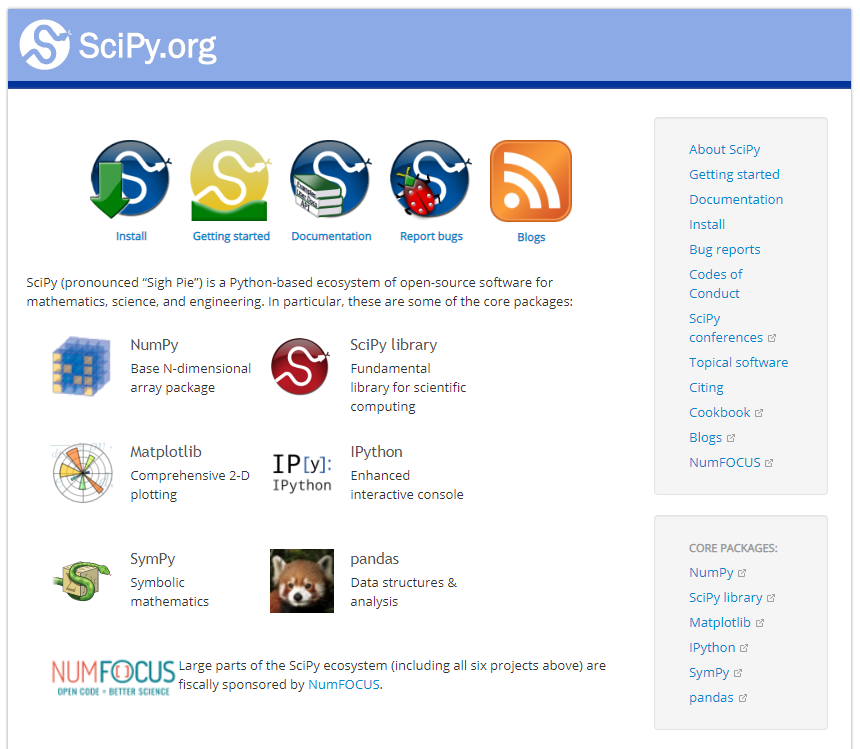 SciPy.org
Install
Getting started
Documentation
Report bugs
Blogs
SciPy (pronounced “Sigh Pie”) is a Python-based ecosystem of open-source software for
mathematics, science, and engineering. In particular, these are some of the core packages:
NumPy
Base N-dimensional
array package
SciPy library
Fundamental
library for scientific
computing
Matplotlib
Comprehensive 2-D
plotting
IP[y]:
IPython
IPython
Enhanced
interactive console
SymPy
Symbolic
mathematics
pandas
Data structures &
analysis
NUMFOCUS
OPEN CODE = BETTER SCIENCE
Large parts of the SciPy ecosystem (including all six projects above) are
fiscally sponsored by NumFOCUS.
About SciPy
Getting started
Documentation
Install
Bug reports
Codes of
Conduct
SciPy
conferences
Topical software
Citing
Cookbook
Blogs
NumFOCUS
CORE PACKAGES:
NumPy
SciPy library
Matplotlib
IPython
SymPy
pandas